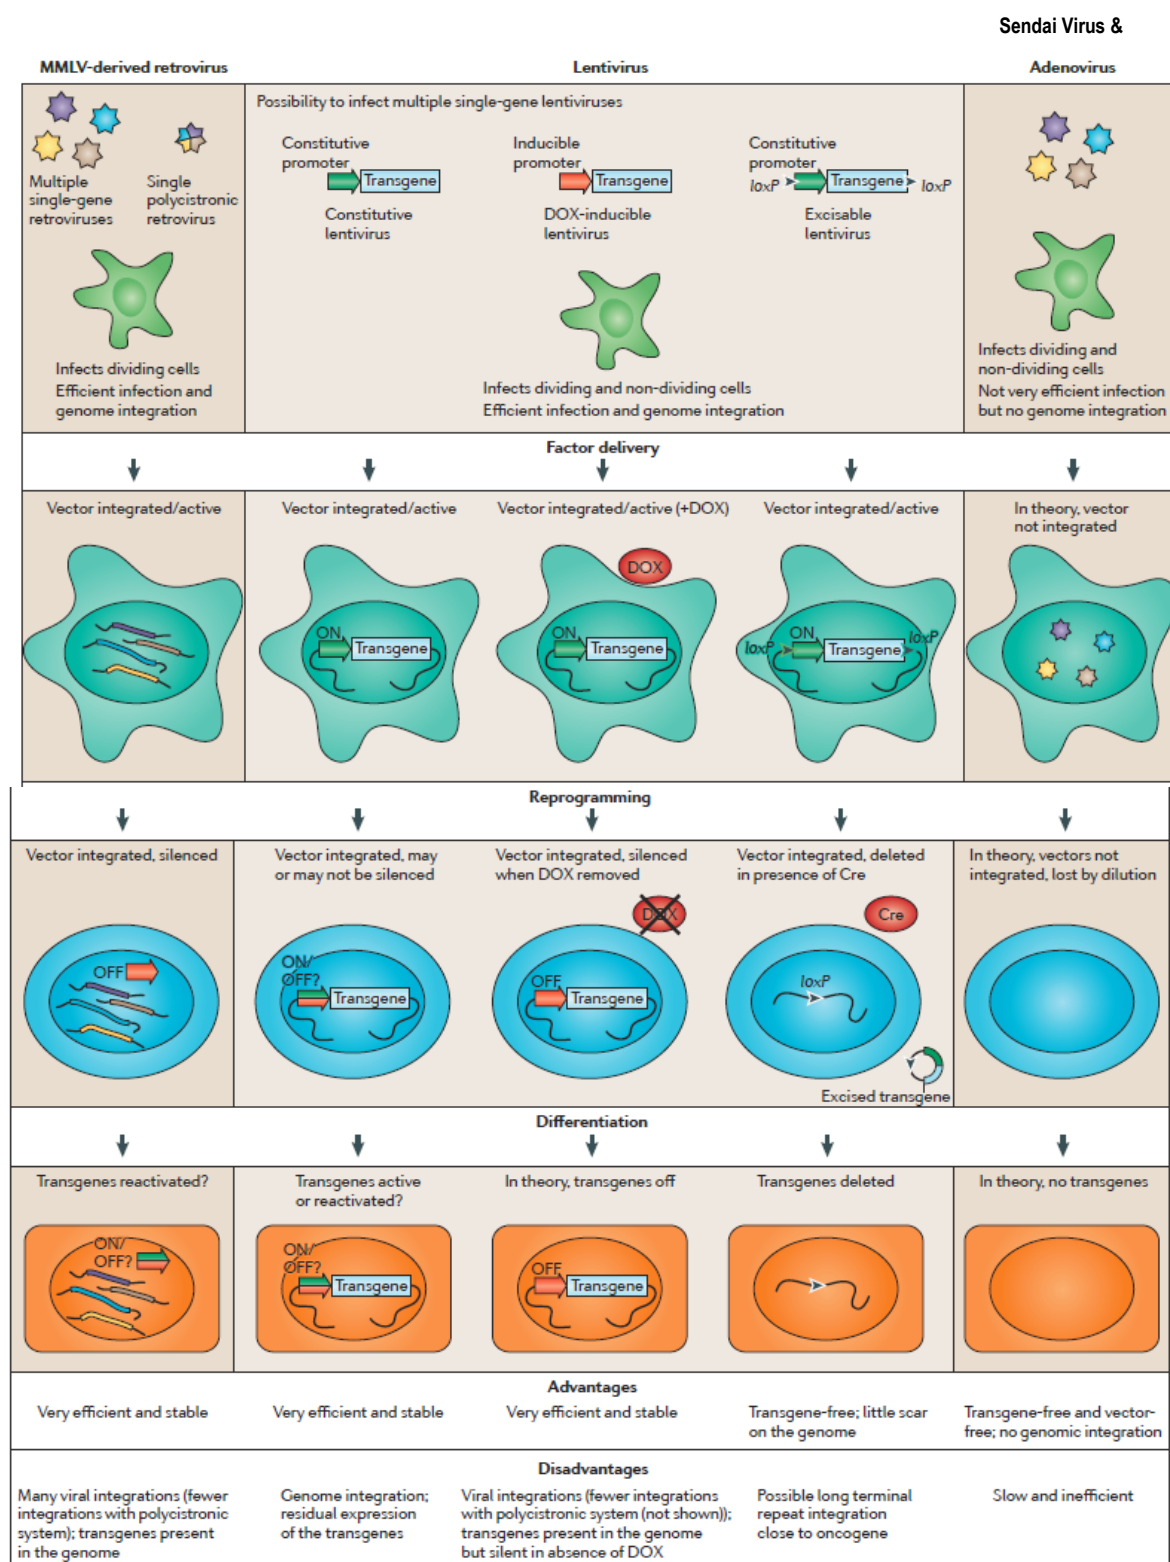 Sendai Virus &
MMLV-derived retrovirus
Lentivirus
Adenovirus
Multiple
single-gene
retroviruses
Single
polycistronic
retrovirus
Infects dividing cells
Efficient infection and
genome integration
Possibility to infect multiple single-gene lentiviruses
Constitutive
promoter
Transgene
Constitutive
lentivirus
Inducible
promoter
Transgene
DOX-inducible
lentivirus
Constitutive
promoter
loxP
Transgene
loxP
Excisable
lentivirus
Infects dividing and non-dividing cells
Efficient infection and genome integration
Infects dividing and
non-dividing cells
Not very efficient infection
but no genome integration
Factor delivery
Vector integrated/active
Vector integrated/active
ON
Transgene
Vector integrated/active (+DOX)
DOX
ON
Transgene
Vector integrated/active
loxP
ON
Transgene
loxP
In theory, vector
not integrated
Reprogramming
Vector integrated, silenced
OFF
Vector integrated, may
or may not be silenced
ON/
OFF?
Transgene
Vector integrated, silenced
when DOX removed
DOX
OFF
Transgene
Vector integrated, deleted
in presence of Cre
Cre
loxP
Excised transgene
In theory, vectors not
integrated, lost by dilution
Differentiation
Transgenes reactivated?
ON/
OFF?
Transgenes active
or reactivated?
ON/
OFF?
Transgene
In theory, transgenes off
OFF
Transgene
Transgenes deleted
In theory, no transgenes
Advantages
Very efficient and stable
Very efficient and stable
Very efficient and stable
Transgene-free; little scar
on the genome
Transgene-free and vector-
free; no genomic integration
Disadvantages
Many viral integrations (fewer
integrations with polycistronic
system); transgenes present
in the genome
Genome integration;
residual expression
of the transgenes
Viral integrations (fewer integrations
with polycistronic system (not shown));
transgenes present in the genome
but silent in absence of DOX
Possible long terminal
repeat integration
close to oncogene
Slow and inefficient